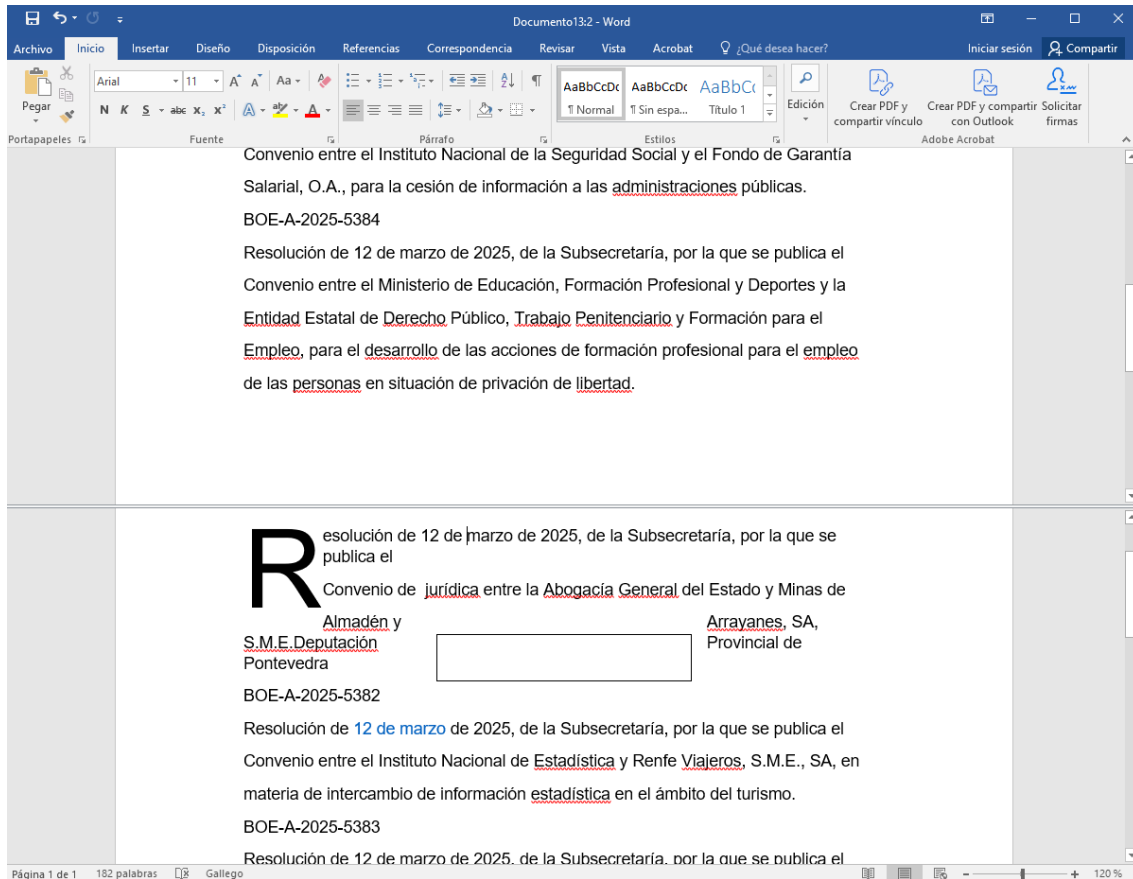 Documento13:2 - Word
Archivo Inicio Insertar Diseño Disposición Referencias Correspondencia Revisar Vista Acrobat ¿Qué desea hacer? Iniciar sesión Compartir
Pegar
Arial 11 A A Aa
N K S abc x₂ x² A ab A
AaBbCcDc AaBbCcDc AaBbCc
¶ Normal ¶ Sin espa... Título 1
Edición
Crear PDF y compartir vínculo
Crear PDF y compartir con Outlook
Solicitar firmas
Portapapeles Fuente Párrafo Estilos Adobe Acrobat
Convenio entre el Instituto Nacional de la Seguridad Social y el Fondo de Garantía
Salarial, O.A., para la cesión de información a las administraciones públicas.
BOE-A-2025-5384
Resolución de 12 de marzo de 2025, de la Subsecretaría, por la que se publica el
Convenio entre el Ministerio de Educación, Formación Profesional y Deportes y la
Entidad Estatal de Derecho Público, Trabajo Penitenciario y Formación para el
Empleo, para el desarrollo de las acciones de formación profesional para el empleo
de las personas en situación de privación de libertad.
Resolución de 12 de marzo de 2025, de la Subsecretaría, por la que se
publica el
Convenio de jurídica entre la Abogacía General del Estado y Minas de
Almadén y Arrayanes, SA,
S.M.E.Deputación Provincial de
Pontevedra
BOE-A-2025-5382
Resolución de 12 de marzo de 2025, de la Subsecretaría, por la que se publica el
Convenio entre el Instituto Nacional de Estadística y Renfe Viajeros, S.M.E., SA, en
materia de intercambio de información estadística en el ámbito del turismo.
BOE-A-2025-5383
Resolución de 12 de marzo de 2025, de la Subsecretaría, por la que se publica el
Página 1 de 1 182 palabras Gallego 120 %